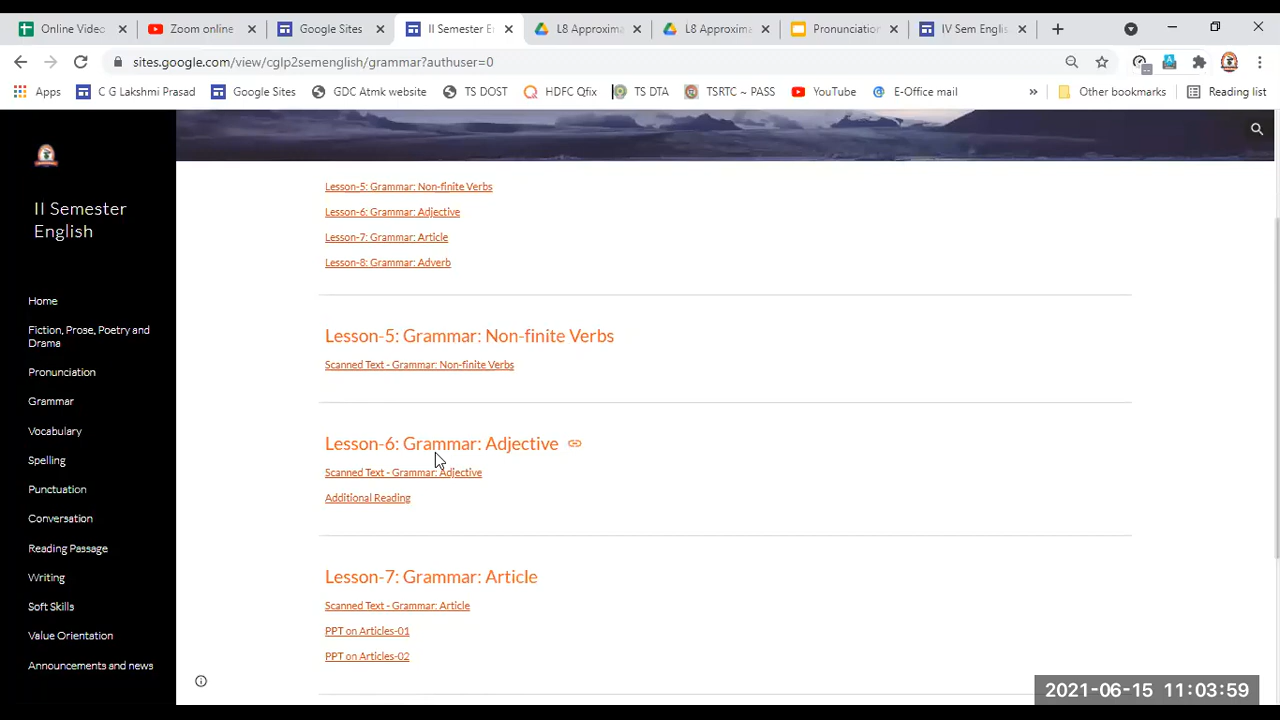 Online Video
Zoom online
Google Sites
II Semester E
L8 Approxima
L8 Approxima
Pronunciation
IV Sem Englis
sites.google.com/view/cglp2semenglish/grammar?authuser=0
Apps
C G Lakshmi Prasad
Google Sites
GDC Atmk website
TS DOST
HDFC Qfix
TS DTA
TSRTC ~ PASS
YouTube
E-Office mail
»
Other bookmarks
Reading list
II Semester
English
Home
Fiction, Prose, Poetry and
Drama
Pronunciation
Grammar
Vocabulary
Spelling
Punctuation
Conversation
Reading Passage
Writing
Soft Skills
Value Orientation
Announcements and news
Lesson-5: Grammar: Non-finite Verbs
Lesson-6: Grammar: Adjective
Lesson-7: Grammar: Article
Lesson-8: Grammar: Adverb
Lesson-5: Grammar: Non-finite Verbs
Scanned Text - Grammar: Non-finite Verbs
Lesson-6: Grammar: Adjective
Scanned Text - Grammar: Adjective
Additional Reading
Lesson-7: Grammar: Article
Scanned Text - Grammar: Article
PPT on Articles-01
PPT on Articles-02
2021-06-15 11:03:59